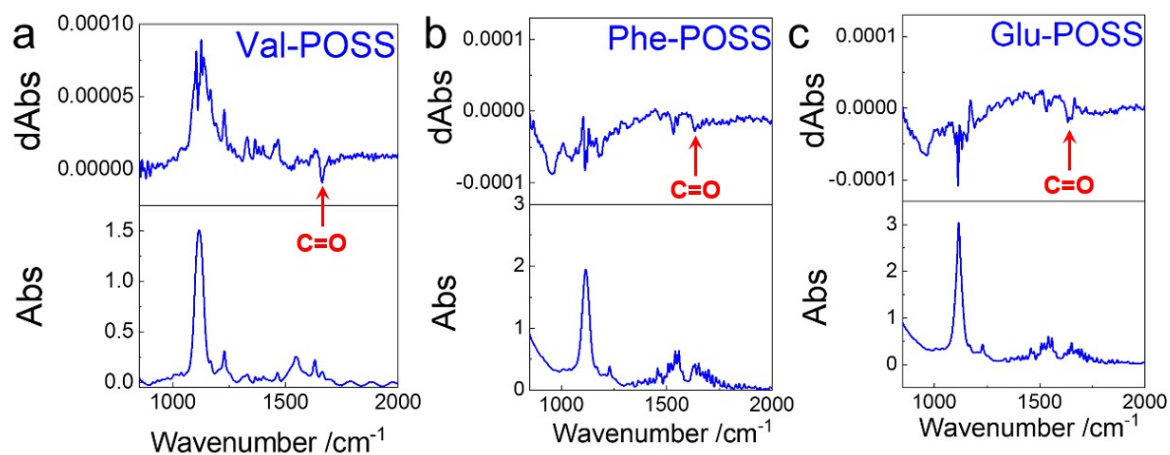 a
Val-POSS
dAbs
0.00010
0.00005
0.00000
C=O
Abs
1.5
1.0
0.5
0.0
1000
1500
2000
Wavenumber /cm-1
b
Phe-POSS
dAbs
0.0001
0.0000
-0.0001
C=O
Abs
3
2
1
0
1000
1500
2000
Wavenumber /cm-1
c
Glu-POSS
dAbs
0.0001
0.0000
-0.0001
C=O
Abs
3
2
1
0
1000
1500
2000
Wavenumber /cm-1